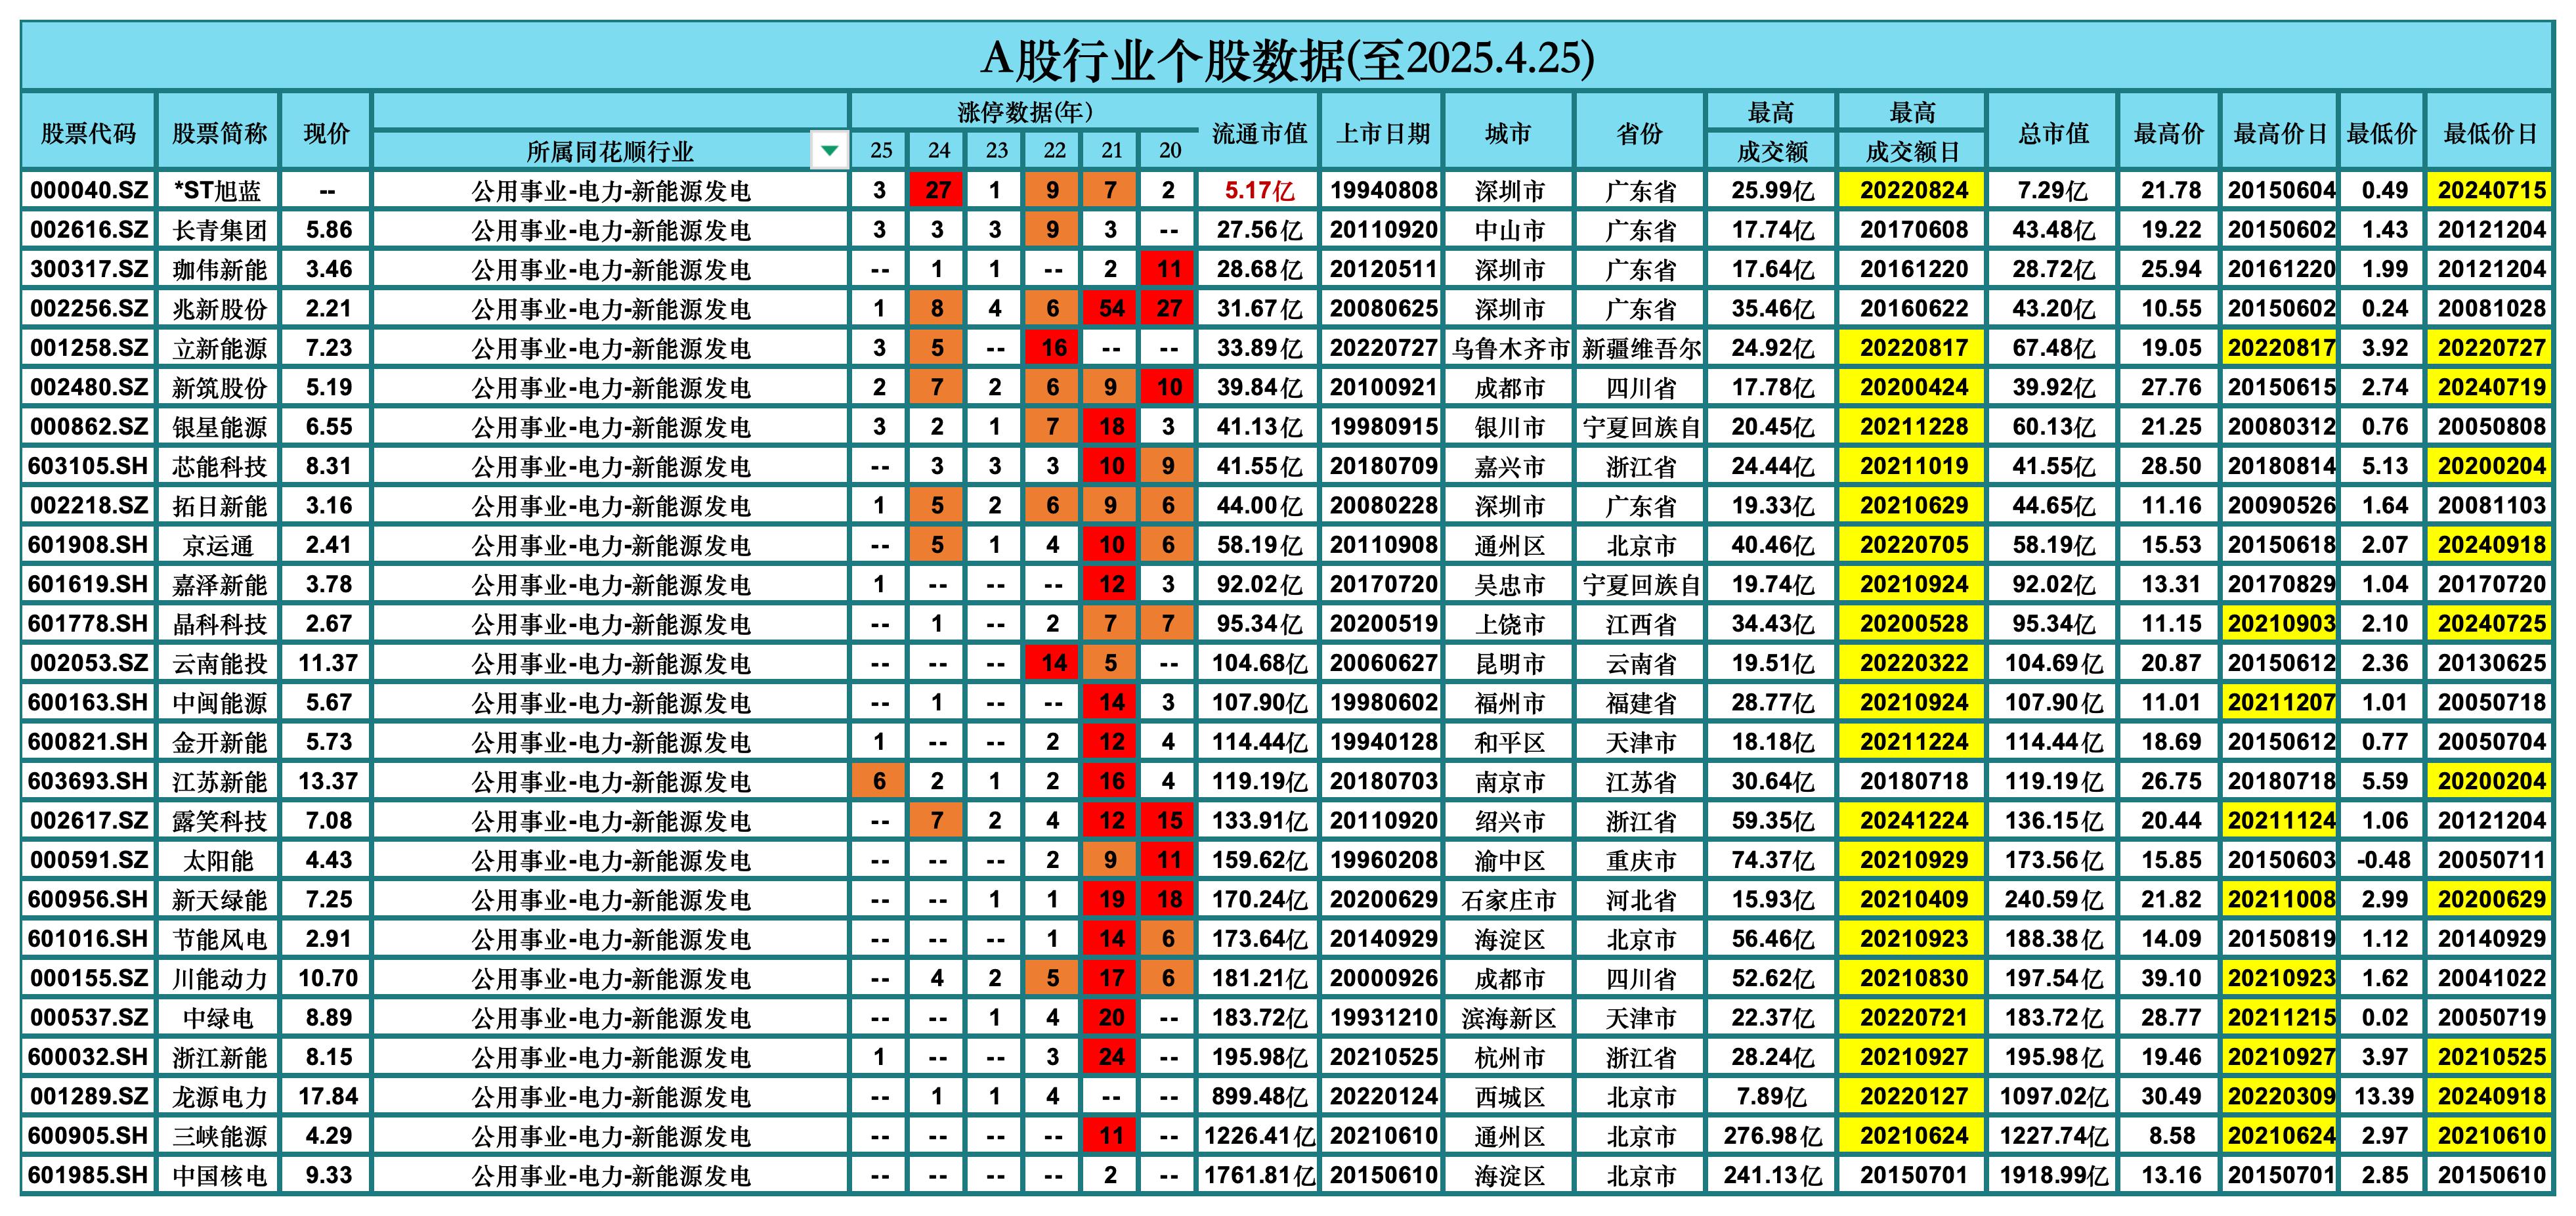 A股行业个股数据(至2025.4.25)
股票代码 股票简称 现价 所属同花顺行业 涨停数据(年) 25 24 23 22 21 20 流通市值 上市日期 城市 省份 最高成交额 最高成交额日 总市值 最高价 最高价日 最低价 最低价日
000040.SZ *ST旭蓝 -- 公用事业-电力-新能源发电 3 27 1 9 7 2 5.17亿 19940808 深圳市 广东省 25.99亿 20220824 7.29亿 21.78 20150604 0.49 20240715
002616.SZ 长青集团 5.86 公用事业-电力-新能源发电 3 3 3 9 3 -- 27.56亿 20110920 中山市 广东省 17.74亿 20170608 43.48亿 19.22 20150602 1.43 20121204
300317.SZ 珈伟新能 3.46 公用事业-电力-新能源发电 -- 1 1 -- 2 11 28.68亿 20120511 深圳市 广东省 17.64亿 20161220 28.72亿 25.94 20161220 1.99 20121204
002256.SZ 兆新股份 2.21 公用事业-电力-新能源发电 1 8 4 6 54 27 31.67亿 20080625 深圳市 广东省 35.46亿 20160622 43.20亿 10.55 20150602 0.24 20081028
001258.SZ 立新能源 7.23 公用事业-电力-新能源发电 3 5 -- 16 -- -- 33.89亿 20220727 乌鲁木齐市 新疆维吾尔 24.92亿 20220817 67.48亿 19.05 20220817 3.92 20220727
002480.SZ 新筑股份 5.19 公用事业-电力-新能源发电 2 7 2 6 9 10 39.84亿 20100921 成都市 四川省 17.78亿 20200424 39.92亿 27.76 20150615 2.74 20240719
000862.SZ 银星能源 6.55 公用事业-电力-新能源发电 3 2 1 7 18 3 41.13亿 19980915 银川市 宁夏回族自 20.45亿 20211228 60.13亿 21.25 20080312 0.76 20050808
603105.SH 芯能科技 8.31 公用事业-电力-新能源发电 -- 3 3 3 10 9 41.55亿 20180709 嘉兴市 浙江省 24.44亿 20211019 41.55亿 28.50 20180814 5.13 20200204
002218.SZ 拓日新能 3.16 公用事业-电力-新能源发电 1 5 2 6 9 6 44.00亿 20080228 深圳市 广东省 19.33亿 20210629 44.65亿 11.16 20090526 1.64 20081103
601908.SH 京运通 2.41 公用事业-电力-新能源发电 -- 5 1 4 10 6 58.19亿 20110908 通州区 北京市 40.46亿 20220705 58.19亿 15.53 20150618 2.07 20240918
601619.SH 嘉泽新能 3.78 公用事业-电力-新能源发电 1 -- -- -- 12 3 92.02亿 20170720 吴忠市 宁夏回族自 19.74亿 20210924 92.02亿 13.31 20170829 1.04 20170720
601778.SH 晶科科技 2.67 公用事业-电力-新能源发电 -- 1 -- 2 7 7 95.34亿 20200519 上饶市 江西省 34.43亿 20200528 95.34亿 11.15 20210903 2.10 20240725
002053.SZ 云南能投 11.37 公用事业-电力-新能源发电 -- -- -- 14 5 -- 104.68亿 20060627 昆明市 云南省 19.51亿 20220322 104.69亿 20.87 20150612 2.36 20130625
600163.SH 中闽能源 5.67 公用事业-电力-新能源发电 -- 1 -- -- 14 3 107.90亿 19980602 福州市 福建省 28.77亿 20210924 107.90亿 11.01 20211207 1.01 20050718
600821.SH 金开新能 5.73 公用事业-电力-新能源发电 1 -- -- 2 12 4 114.44亿 19940128 和平区 天津市 18.18亿 20211224 114.44亿 18.69 20150612 0.77 20050704
603693.SH 江苏新能 13.37 公用事业-电力-新能源发电 6 2 1 2 16 4 119.19亿 20180703 南京市 江苏省 30.64亿 20180718 119.19亿 26.75 20180718 5.59 20200204
002617.SZ 露笑科技 7.08 公用事业-电力-新能源发电 -- 7 2 4 12 15 133.91亿 20110920 绍兴市 浙江省 59.35亿 20241224 136.15亿 20.44 20211124 1.06 20121204
000591.SZ 太阳能 4.43 公用事业-电力-新能源发电 -- -- -- 2 9 11 159.62亿 19960208 渝中区 重庆市 74.37亿 20210929 173.56亿 15.85 20150603 -0.48 20050711
600956.SH 新天绿能 7.25 公用事业-电力-新能源发电 -- -- 1 1 19 18 170.24亿 20200629 石家庄市 河北省 15.93亿 20210409 240.59亿 21.82 20211008 2.99 20200629
601016.SH 节能风电 2.91 公用事业-电力-新能源发电 -- -- -- 1 14 6 173.64亿 20140929 海淀区 北京市 56.46亿 20210923 188.38亿 14.09 20150819 1.12 20140929
000155.SZ 川能动力 10.70 公用事业-电力-新能源发电 -- 4 2 5 17 6 181.21亿 20000926 成都市 四川省 52.62亿 20210830 197.54亿 39.10 20210923 1.62 20041022
000537.SZ 中绿电 8.89 公用事业-电力-新能源发电 -- -- 1 4 20 -- 183.72亿 19931210 滨海新区 天津市 22.37亿 20220721 183.72亿 28.77 20211215 0.02 20050719
600032.SH 浙江新能 8.15 公用事业-电力-新能源发电 1 -- -- 3 24 -- 195.98亿 20210525 杭州市 浙江省 28.24亿 20210927 195.98亿 19.46 20210927 3.97 20210525
001289.SZ 龙源电力 17.84 公用事业-电力-新能源发电 -- 1 1 4 -- -- 899.48亿 20220124 西城区 北京市 7.89亿 20220127 1097.02亿 30.49 20220309 13.39 20240918
600905.SH 三峡能源 4.29 公用事业-电力-新能源发电 -- -- -- -- 11 -- 1226.41亿 20210610 通州区 北京市 276.98亿 20210624 1227.74亿 8.58 20210624 2.97 20210610
601985.SH 中国核电 9.33 公用事业-电力-新能源发电 -- -- -- -- 2 -- 1761.81亿 20150610 海淀区 北京市 241.13亿 20150701 1918.99亿 13.16 20150701 2.85 20150610